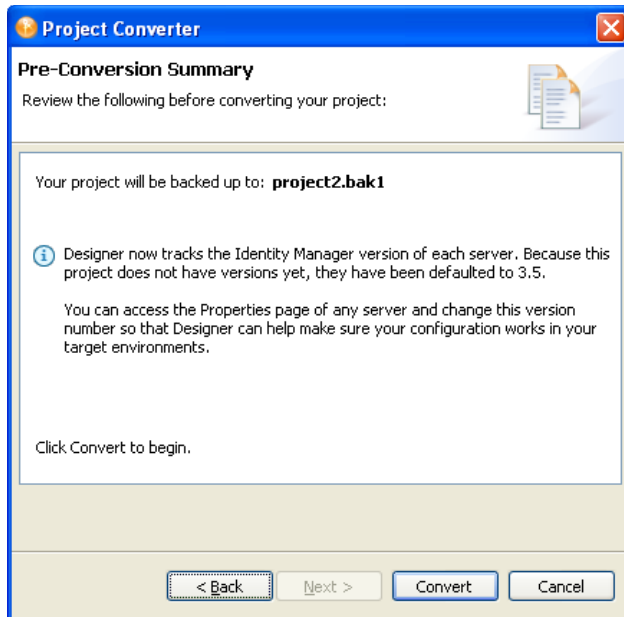 Project Converter
Pre-Conversion Summary
Review the following before converting your project:
Your project will be backed up to: project2.bak1
Designer now tracks the Identity Manager version of each server. Because this
project does not have versions yet, they have been defaulted to 3.5.
You can access the Properties page of any server and change this version
number so that Designer can help make sure your configuration works in your
target environments.
Click Convert to begin.
< Back
Next >
Convert
Cancel